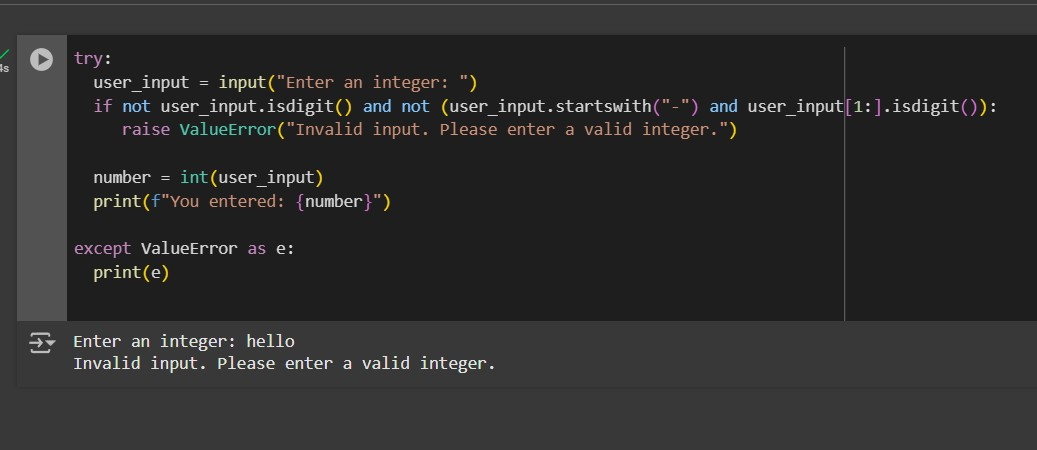 try:
  user_input = input("Enter an integer: ")
  if not user_input.isdigit() and not (user_input.startswith("-") and user_input[1:].isdigit()):
     raise ValueError("Invalid input. Please enter a valid integer.")
  number = int(user_input)
  print(f"You entered: {number}")
except ValueError as e:
  print(e)
Enter an integer: hello
Invalid input. Please enter a valid integer.